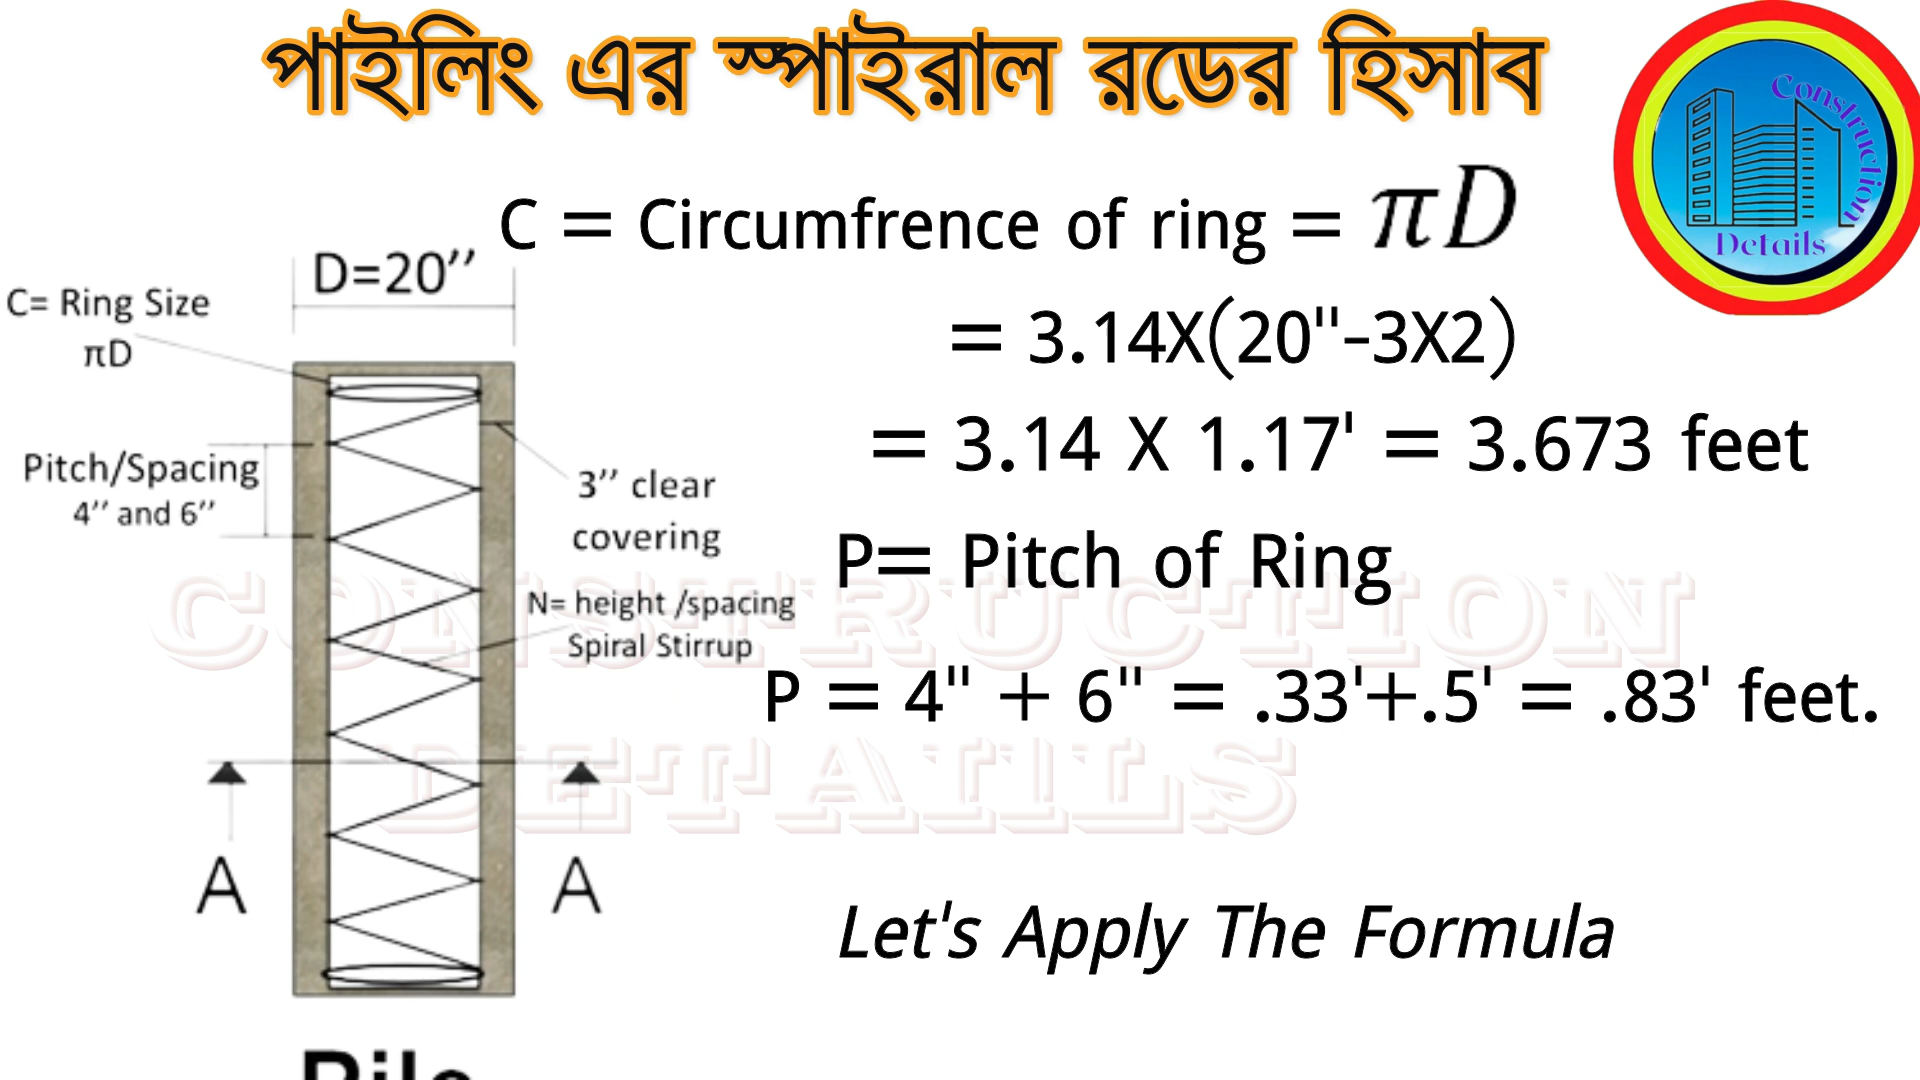 পাইলিং এর স্পাইরাল রডের হিসাব
Construction
Details
C = Circumfrence of ring = πD
= 3.14X(20"-3X2)
= 3.14 X 1.17' = 3.673 feet
P= Pitch of Ring
P = 4" + 6" = .33'+.5' = .83' feet.
Let's Apply The Formula
D=20’’
C= Ring Size
πD
Pitch/Spacing
4’’ and 6’’
3’’ clear
covering
N= height /spacing
Spiral Stirrup
A A
Pile
CONSTRUCTION
DETAILS